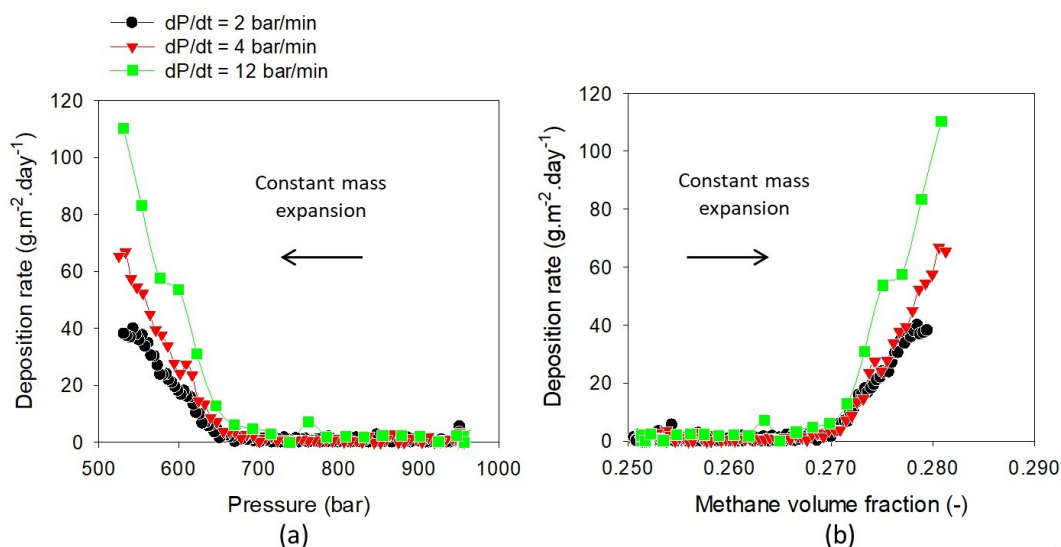 dP/dt = 2 bar/min
dP/dt = 4 bar/min
dP/dt = 12 bar/min
Deposition rate (g.m⁻².day⁻¹)
120
100
80
60
40
20
0
500
600
700
800
900
1000
Constant mass
expansion
Pressure (bar)
(a)
Deposition rate (g.m⁻².day⁻¹)
120
100
80
60
40
20
0
0.250
0.260
0.270
0.280
0.290
Constant mass
expansion
Methane volume fraction (-)
(b)